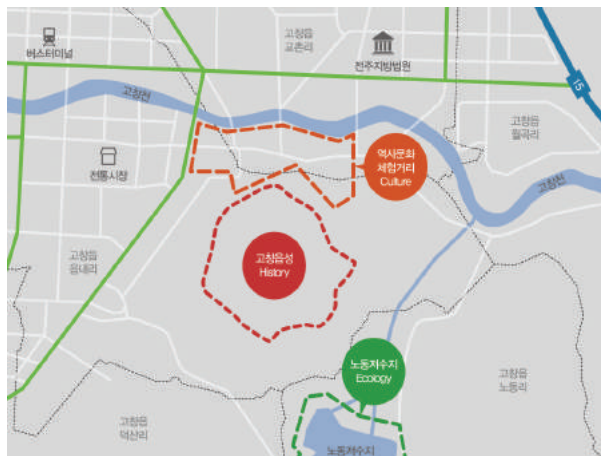 버스터미널
고창읍
교촌리
전주지방법원
15
고창천
고창읍
월곡리
전통시장
역사문화
체험거리
Culture
고창천
고창읍성
History
고창읍
읍내리
노동저수지
Ecology
고창읍
노동리
고창읍
덕산리
노동저수지